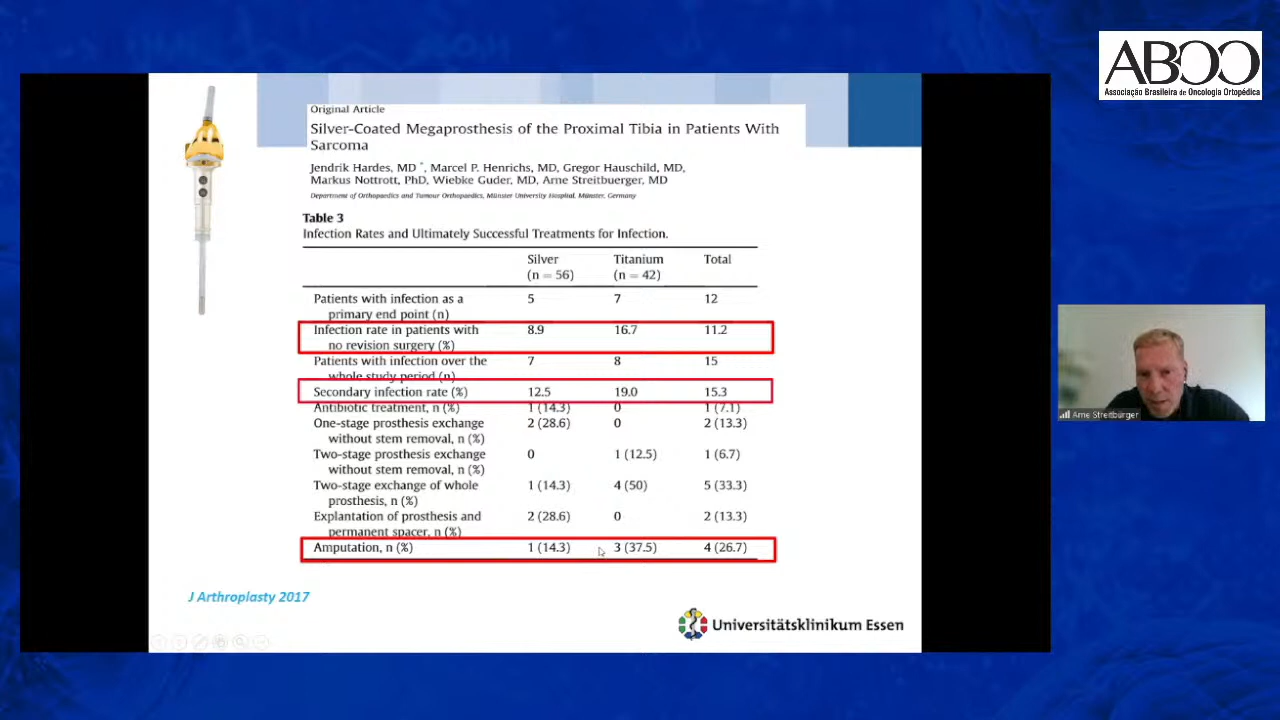 ABOO
Associação Brasileira de Oncologia Ortopédica
Original Article
Silver-Coated Megaprosthesis of the Proximal Tibia in Patients With
Sarcoma
Jendrik Hardes, MD *, Marcel P. Henrichs, MD, Gregor Hauschild, MD,
Markus Nottrott, PhD, Wiebke Guder, MD, Arne Streitbuerger, MD
Department of Orthopaedics and Tumour Orthopaedics, Münster University Hospital, Münster, Germany
Table 3
Infection Rates and Ultimately Successful Treatments for Infection.
Silver Titanium Total
(n = 56) (n = 42)
Patients with infection as a 5 7 12
primary end point (n)
Infection rate in patients with 8.9 16.7 11.2
no revision surgery (%)
Patients with infection over the 7 8 15
whole study period (n)
Secondary infection rate (%) 12.5 19.0 15.3
Antibiotic treatment, n (%) 1 (14.3) 0 1 (7.1)
One-stage prosthesis exchange 2 (28.6) 0 2 (13.3)
without stem removal, n (%)
Two-stage prosthesis exchange 0 1 (12.5) 1 (6.7)
without stem removal, n (%)
Two-stage exchange of whole 1 (14.3) 4 (50) 5 (33.3)
prosthesis, n (%)
Explantation of prosthesis and 2 (28.6) 0 2 (13.3)
permanent spacer, n (%)
Amputation, n (%) 1 (14.3) 3 (37.5) 4 (26.7)
J Arthroplasty 2017
Universitätsklinikum Essen
Arne Streitbürger